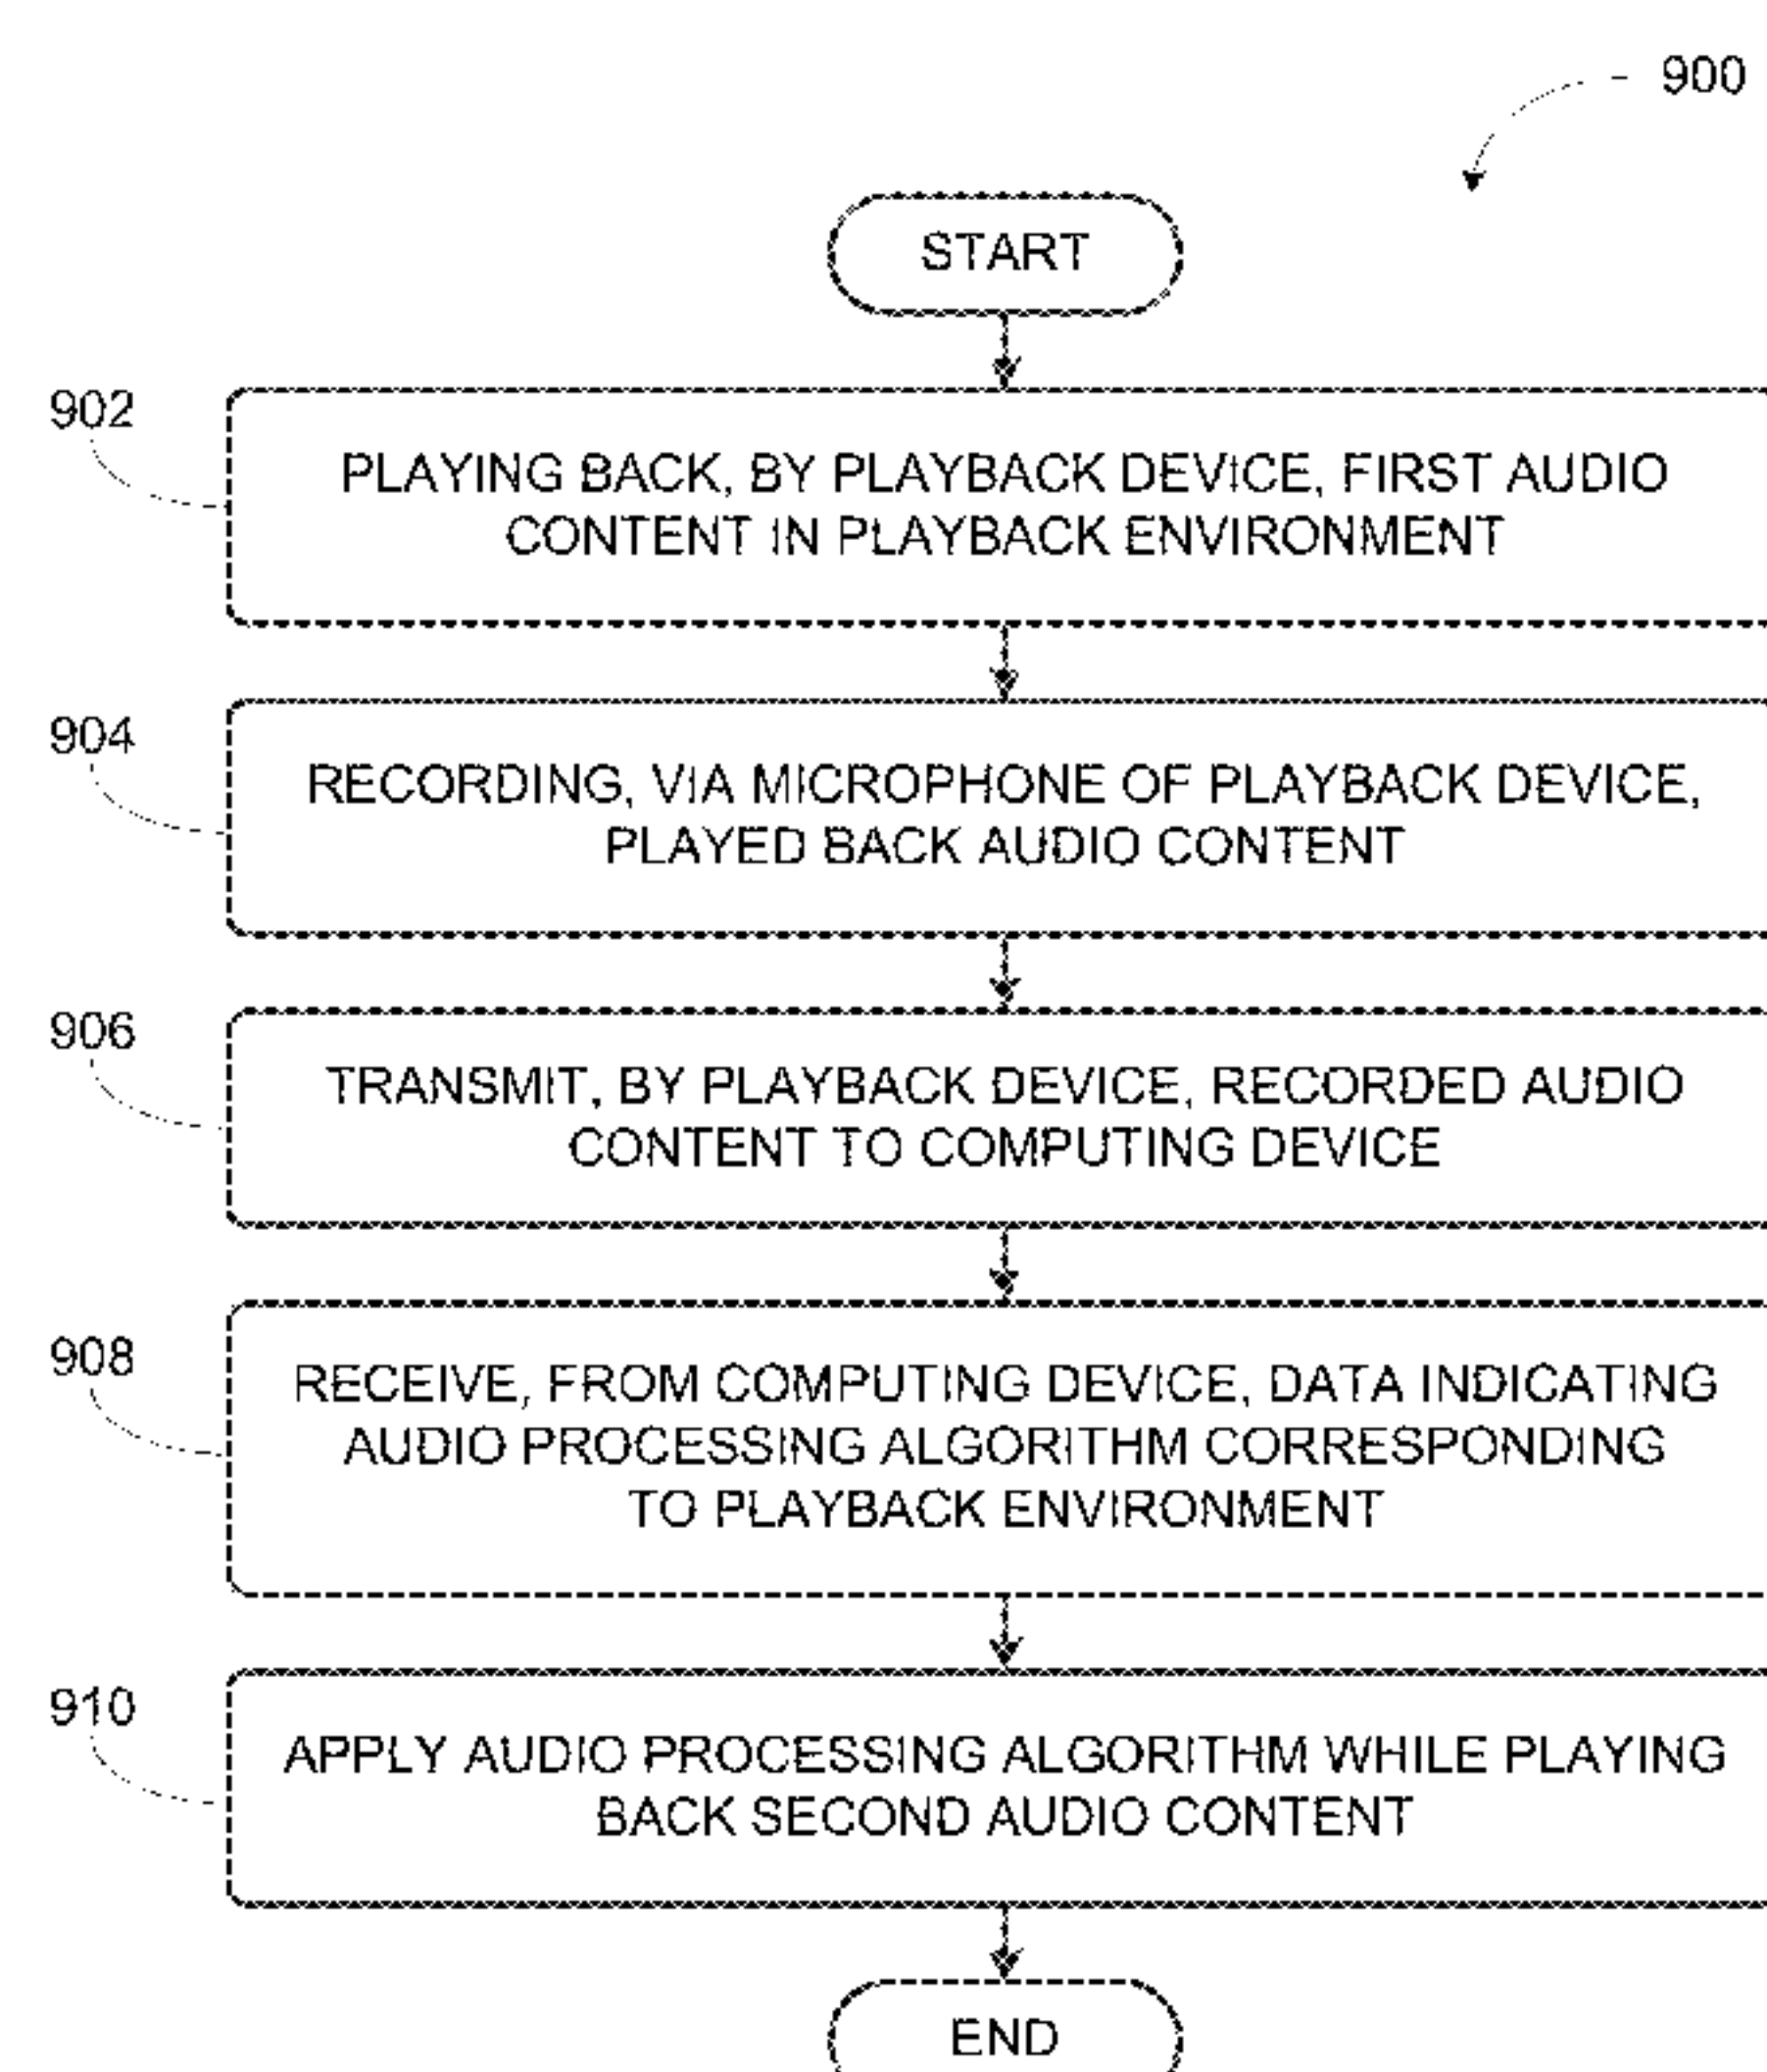 900
START
902
PLAYING BACK, BY PLAYBACK DEVICE, FIRST AUDIO
CONTENT IN PLAYBACK ENVIRONMENT
904
RECORDING, VIA MICROPHONE OF PLAYBACK DEVICE,
PLAYED BACK AUDIO CONTENT
906
TRANSMIT, BY PLAYBACK DEVICE, RECORDED AUDIO
CONTENT TO COMPUTING DEVICE
908
RECEIVE, FROM COMPUTING DEVICE, DATA INDICATING
AUDIO PROCESSING ALGORITHM CORRESPONDING
TO PLAYBACK ENVIRONMENT
910
APPLY AUDIO PROCESSING ALGORITHM WHILE PLAYING
BACK SECOND AUDIO CONTENT
END